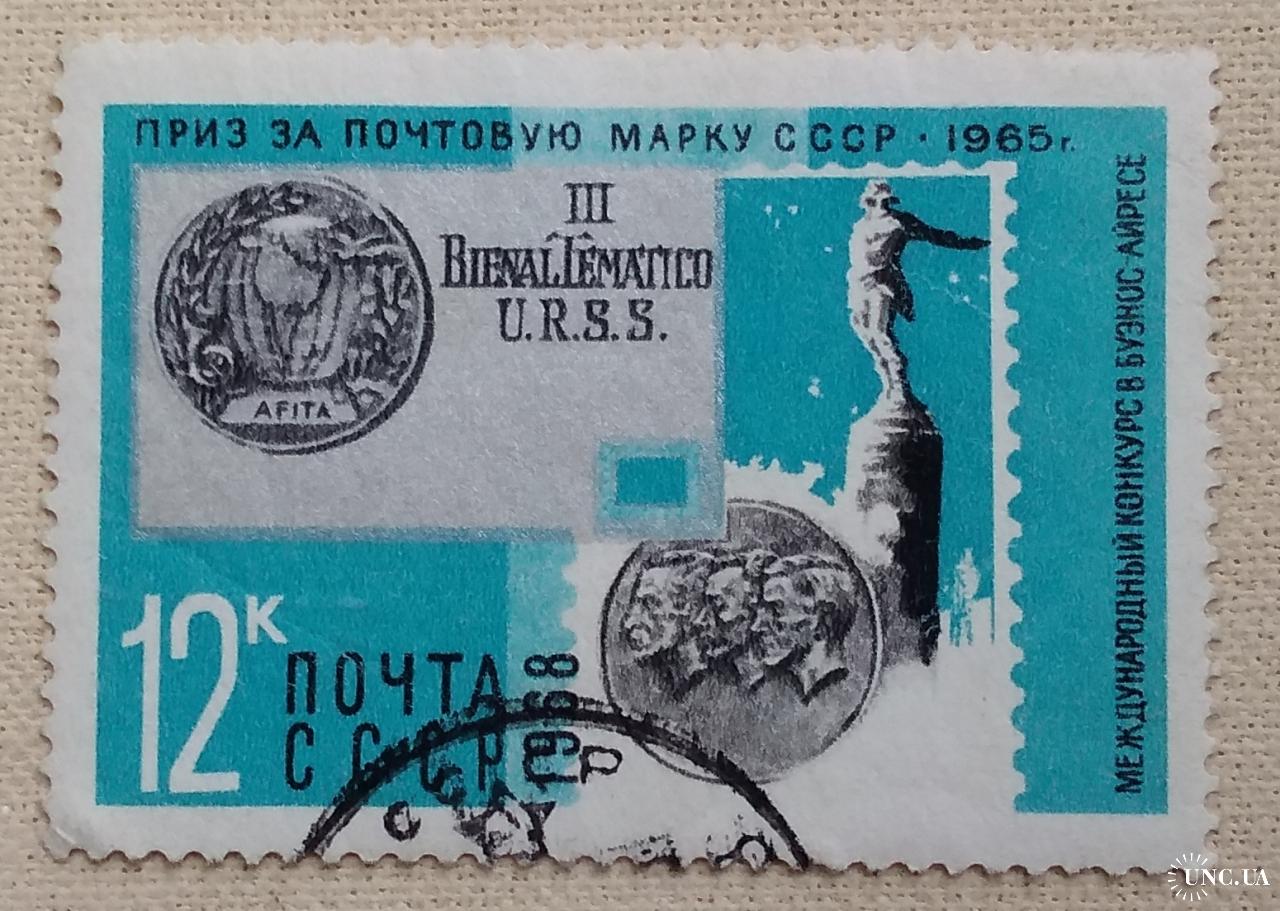 ПРИЗ ЗА ПОЧТОВУЮ МАРКУ СССР · 1965г.
III
BIENAL TÊMATICO
U.R.S.S.
AFITA
МЕЖДУНАРОДНЫЙ КОНКУРС В БУЭНОС-АЙРЕСЕ
12к
ПОЧТА
СССР
1968
UNC.UA